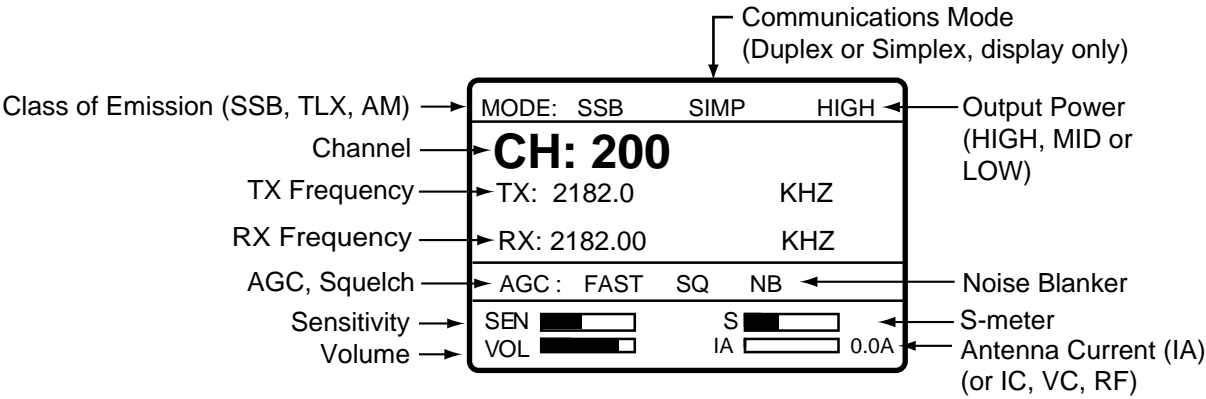 Communications Mode
(Duplex or Simplex, display only)
Class of Emission (SSB, TLX, AM)
MODE: SSB SIMP HIGH
Output Power
(HIGH, MID or
LOW)
Channel
CH: 200
TX Frequency
TX: 2182.0 KHZ
RX Frequency
RX: 2182.00 KHZ
AGC, Squelch
AGC : FAST SQ NB
Noise Blanker
Sensitivity
SEN S
S-meter
Volume
VOL IA 0.0A
Antenna Current (IA)
(or IC, VC, RF)